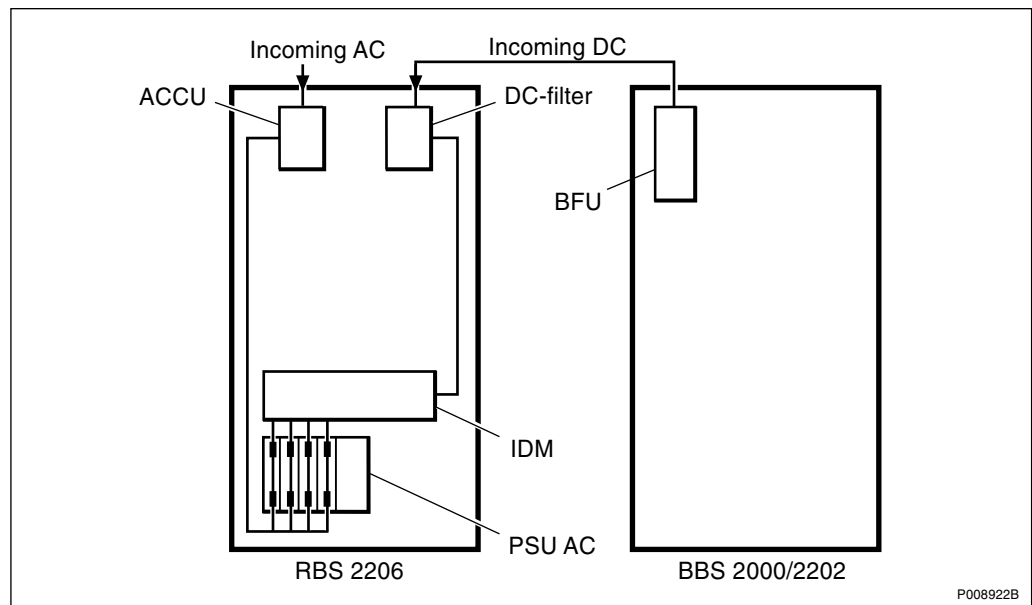 Incoming AC
Incoming DC
ACCU
DC-filter
BFU
IDM
PSU AC
RBS 2206
BBS 2000/2202
P008922B